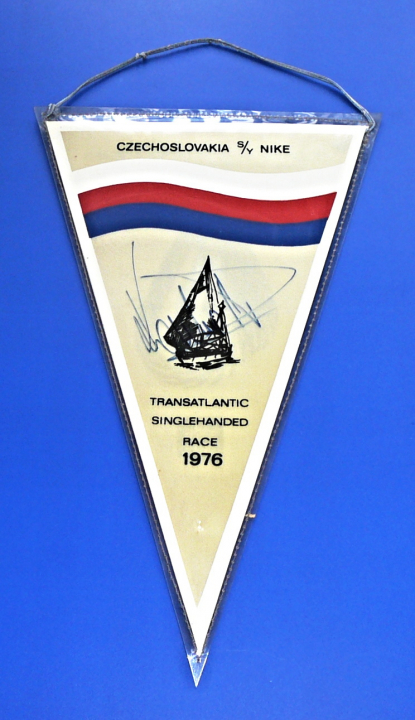 CZECHOSLOVAKIA S/Y NIKE
TRANSATLANTIC
SINGLEHANDED
RACE
1976